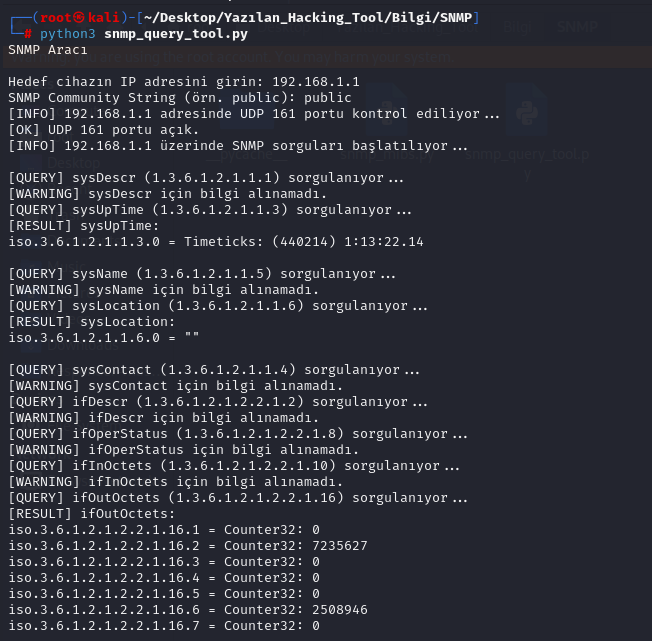 ┌──(root㉿kali)-[~/Desktop/Yazılan_Hacking_Tool/Bilgi/SNMP]
└─# python3 snmp_query_tool.py
SNMP Aracı
Hedef cihazın IP adresini girin: 192.168.1.1
SNMP Community String (örn. public): public
[INFO] 192.168.1.1 adresinde UDP 161 portu kontrol ediliyor...
[OK] UDP 161 portu açık.
[INFO] 192.168.1.1 üzerinde SNMP sorguları başlatılıyor...
[QUERY] sysDescr (1.3.6.1.2.1.1.1) sorgulanıyor...
[WARNING] sysDescr için bilgi alınamadı.
[QUERY] sysUpTime (1.3.6.1.2.1.1.3) sorgulanıyor...
[RESULT] sysUpTime:
iso.3.6.1.2.1.1.3.0 = Timeticks: (440214) 1:13:22.14
[QUERY] sysName (1.3.6.1.2.1.1.5) sorgulanıyor...
[WARNING] sysName için bilgi alınamadı.
[QUERY] sysLocation (1.3.6.1.2.1.1.6) sorgulanıyor...
[RESULT] sysLocation:
iso.3.6.1.2.1.1.6.0 = ""
[QUERY] sysContact (1.3.6.1.2.1.1.4) sorgulanıyor...
[WARNING] sysContact için bilgi alınamadı.
[QUERY] ifDescr (1.3.6.1.2.1.2.2.1.2) sorgulanıyor...
[WARNING] ifDescr için bilgi alınamadı.
[QUERY] ifOperStatus (1.3.6.1.2.1.2.2.1.8) sorgulanıyor...
[WARNING] ifOperStatus için bilgi alınamadı.
[QUERY] ifInOctets (1.3.6.1.2.1.2.2.1.10) sorgulanıyor...
[WARNING] ifInOctets için bilgi alınamadı.
[QUERY] ifOutOctets (1.3.6.1.2.1.2.2.1.16) sorgulanıyor...
[RESULT] ifOutOctets:
iso.3.6.1.2.1.2.2.1.16.1 = Counter32: 0
iso.3.6.1.2.1.2.2.1.16.2 = Counter32: 7235627
iso.3.6.1.2.1.2.2.1.16.3 = Counter32: 0
iso.3.6.1.2.1.2.2.1.16.4 = Counter32: 0
iso.3.6.1.2.1.2.2.1.16.5 = Counter32: 0
iso.3.6.1.2.1.2.2.1.16.6 = Counter32: 2508946
iso.3.6.1.2.1.2.2.1.16.7 = Counter32: 0